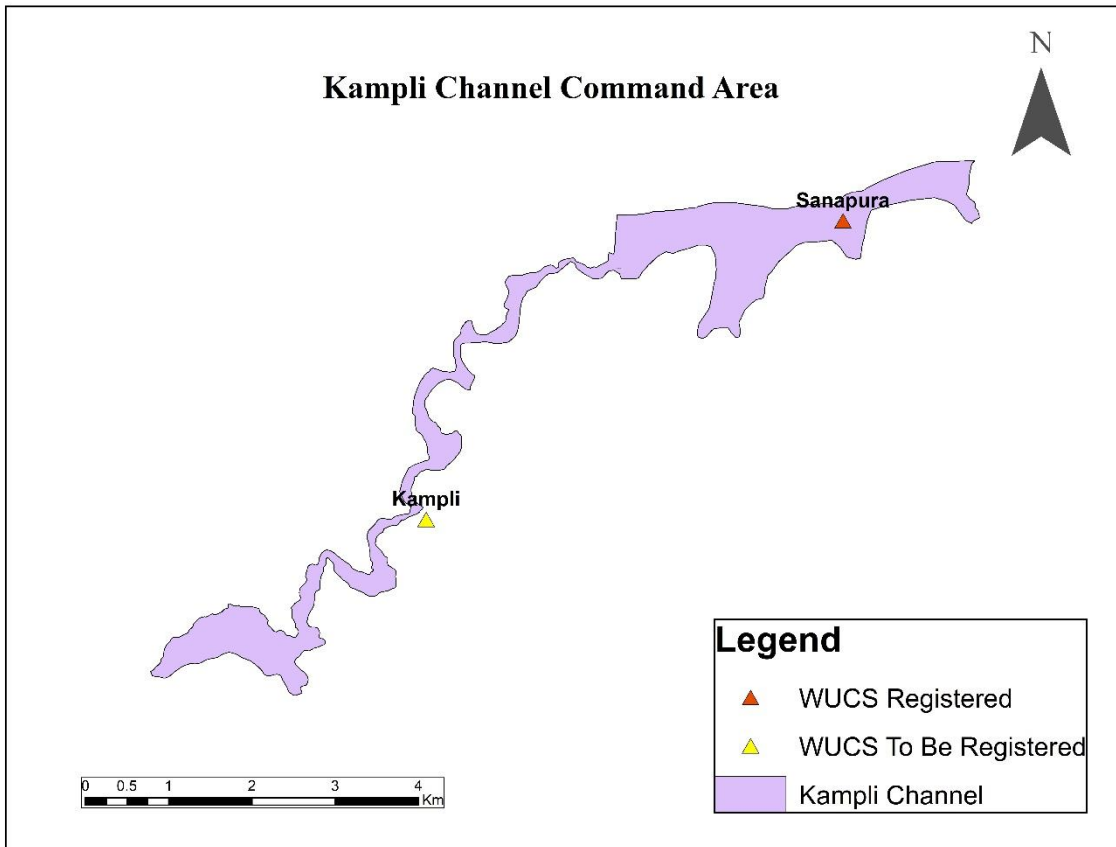 N
Kampli Channel Command Area
Sanapura
Kampli
Legend
WUCS Registered
WUCS To Be Registered
Kampli Channel
0 0.5 1 2 3 4
Km